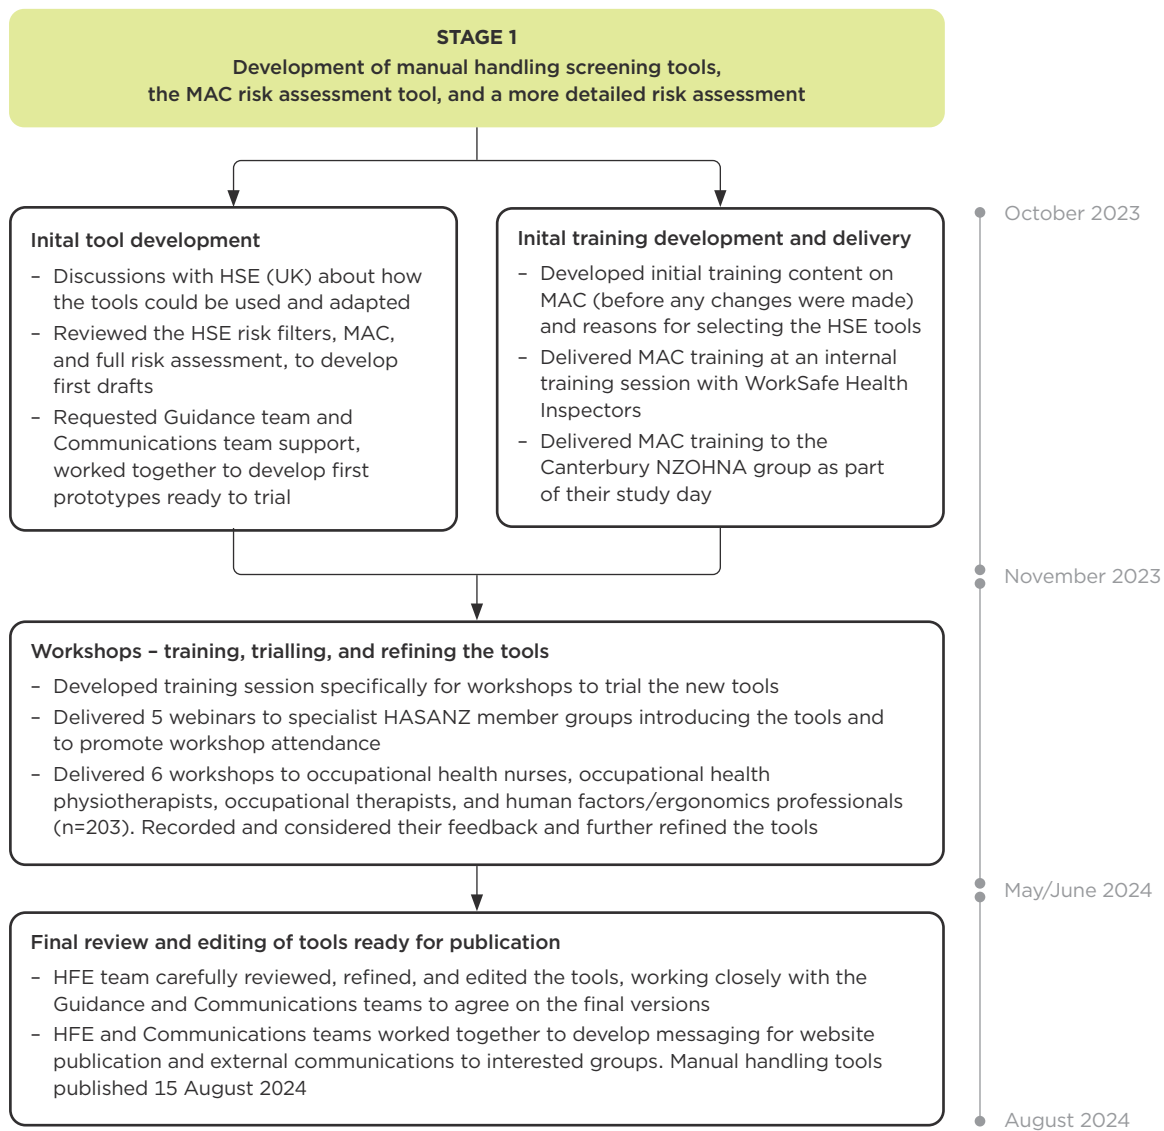 STAGE 1
Development of manual handling screening tools,
the MAC risk assessment tool, and a more detailed risk assessment
Inital tool development
– Discussions with HSE (UK) about how
the tools could be used and adapted
– Reviewed the HSE risk filters, MAC,
and full risk assessment, to develop
first drafts
– Requested Guidance team and
Communications team support,
worked together to develop first
prototypes ready to trial
Inital training development and delivery
– Developed initial training content on
MAC (before any changes were made)
and reasons for selecting the HSE tools
– Delivered MAC training at an internal
training session with WorkSafe Health
Inspectors
– Delivered MAC training to the
Canterbury NZOHNA group as part
of their study day
October 2023
November 2023
Workshops – training, trialling, and refining the tools
– Developed training session specifically for workshops to trial the new tools
– Delivered 5 webinars to specialist HASANZ member groups introducing the tools and
to promote workshop attendance
– Delivered 6 workshops to occupational health nurses, occupational health
physiotherapists, occupational therapists, and human factors/ergonomics professionals
(n=203). Recorded and considered their feedback and further refined the tools
May/June 2024
Final review and editing of tools ready for publication
– HFE team carefully reviewed, refined, and edited the tools, working closely with the
Guidance and Communications teams to agree on the final versions
– HFE and Communications teams worked together to develop messaging for website
publication and external communications to interested groups. Manual handling tools
published 15 August 2024
August 2024